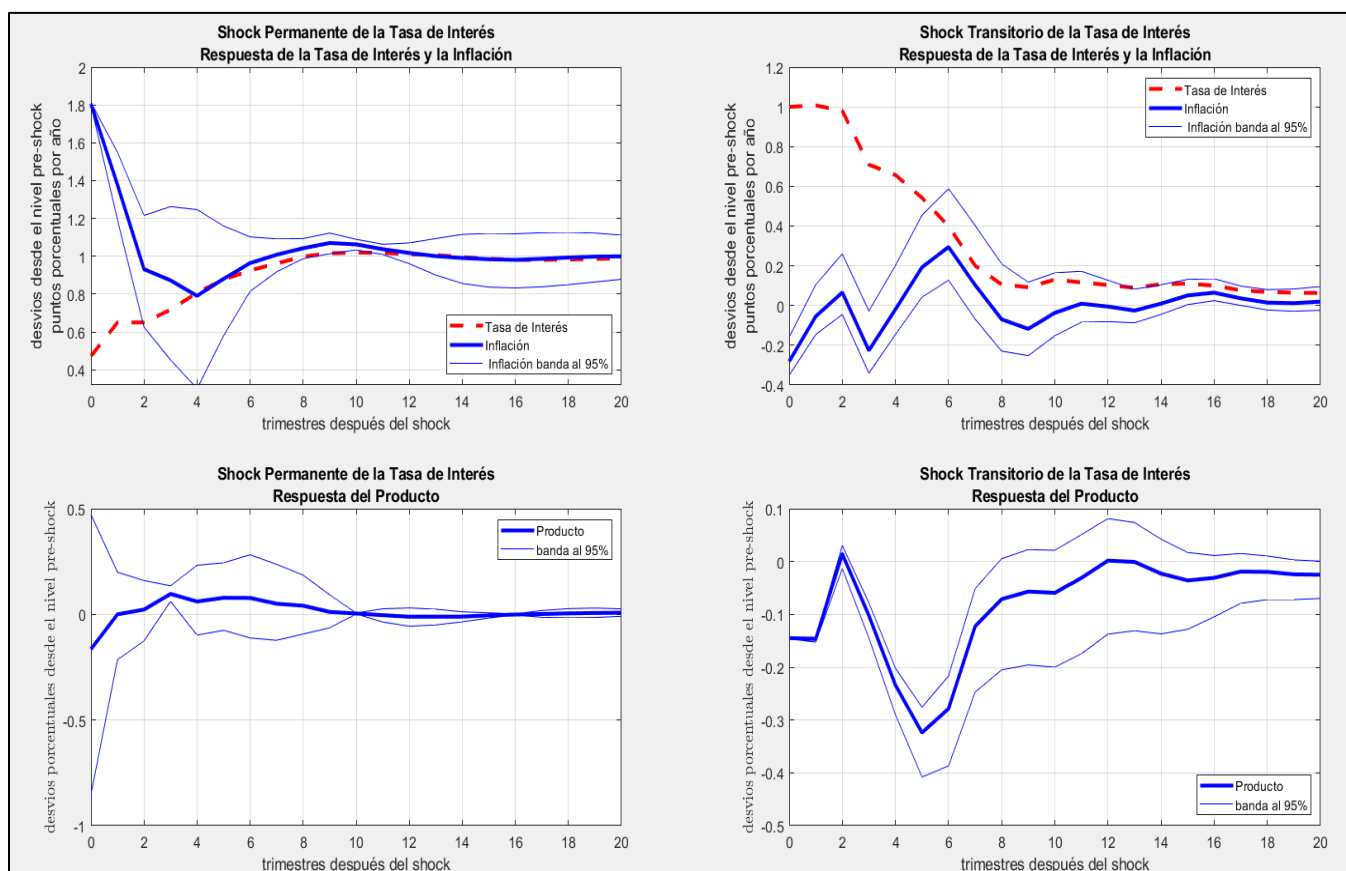 Shock Permanente de la Tasa de Interés
Respuesta de la Tasa de Interés y la Inflación
desvios desde el nivel pre-shock
puntos porcentuales por año
2
1.8
1.6
1.4
1.2
1
0.8
0.6
0.4
0 2 4 6 8 10 12 14 16 18 20
trimestres después del shock
Tasa de Interés
Inflación
Inflación banda al 95%
Shock Transitorio de la Tasa de Interés
Respuesta de la Tasa de Interés y la Inflación
desvios desde el nivel pre-shock
puntos porcentuales por año
1.2
1
0.8
0.6
0.4
0.2
0
-0.2
-0.4
0 2 4 6 8 10 12 14 16 18 20
trimestres después del shock
Tasa de Interés
Inflación
Inflación banda al 95%
Shock Permanente de la Tasa de Interés
Respuesta del Producto
desvios porcentuales desde el nivel pre-shock
0.5
0
-0.5
-1
0 2 4 6 8 10 12 14 16 18 20
trimestres después del shock
Producto
banda al 95%
Shock Transitorio de la Tasa de Interés
Respuesta del Producto
desvios porcentuales desde el nivel pre-shock
0.1
0
-0.1
-0.2
-0.3
-0.4
-0.5
0 2 4 6 8 10 12 14 16 18 20
trimestres después del shock
Producto
banda al 95%